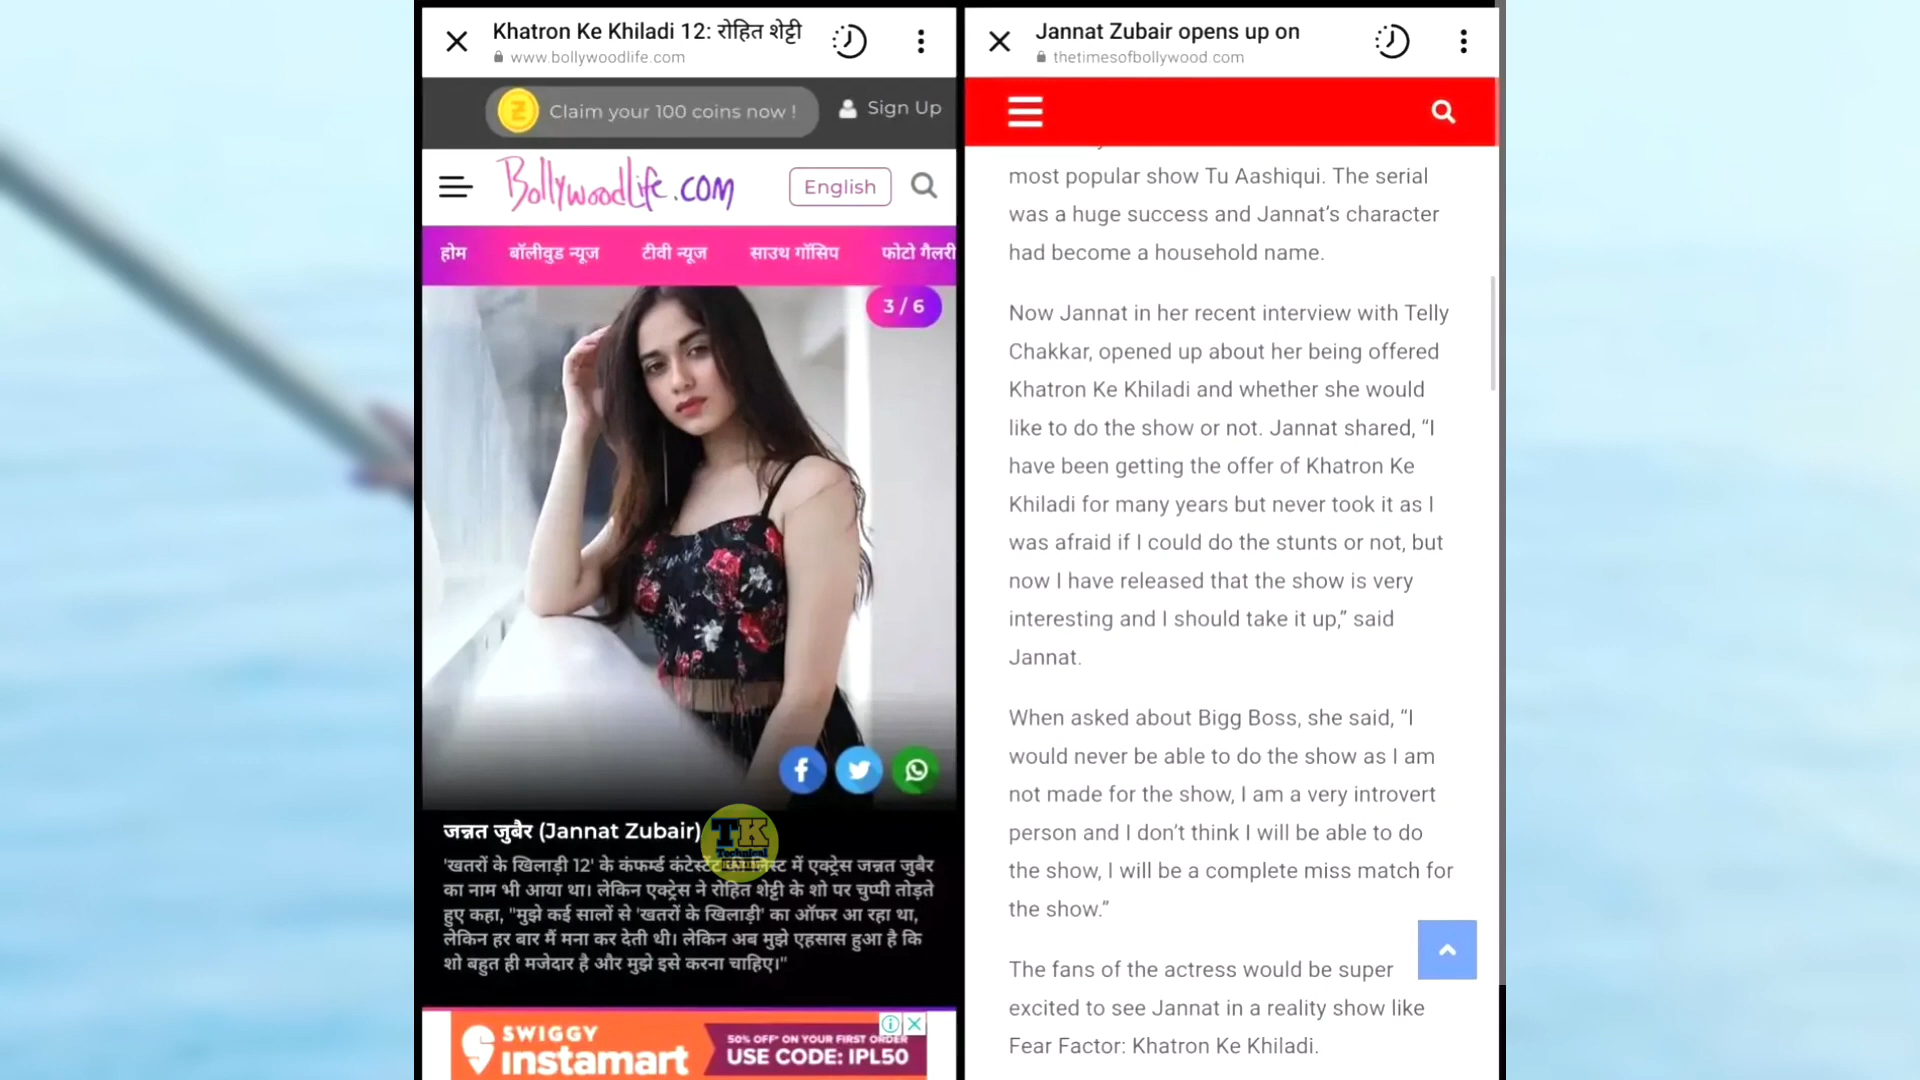 Khatron Ke Khiladi 12: रोहित शेट्टी
www.bollywoodlife.com
Claim your 100 coins now !
Sign Up
BollywoodLife.com
English
होम बॉलीवुड न्यूज टीवी न्यूज साउथ गॉसिप फोटो गैलरी
3 / 6
जन्नत जुबैर (Jannat Zubair)
TK
Technical
'खतरों के खिलाड़ी 12' के कंफर्म्ड कंटेस्टेंट की लिस्ट में एक्ट्रेस जन्नत जुबैर
का नाम भी आया था। लेकिन एक्ट्रेस ने रोहित शेट्टी के शो पर चुप्पी तोड़ते
हुए कहा, "मुझे कई सालों से 'खतरों के खिलाड़ी' का ऑफर आ रहा था,
लेकिन हर बार मैं मना कर देती थी। लेकिन अब मुझे एहसास हुआ है कि
शो बहुत ही मजेदार है और मुझे इसे करना चाहिए।"
SWIGGY
instamart
50% OFF* ON YOUR FIRST ORDER
USE CODE: IPL50
Jannat Zubair opens up on
thetimesofbollywood.com
most popular show Tu Aashiqui. The serial
was a huge success and Jannat's character
had become a household name.
Now Jannat in her recent interview with Telly
Chakkar, opened up about her being offered
Khatron Ke Khiladi and whether she would
like to do the show or not. Jannat shared, “I
have been getting the offer of Khatron Ke
Khiladi for many years but never took it as I
was afraid if I could do the stunts or not, but
now I have released that the show is very
interesting and I should take it up,” said
Jannat.
When asked about Bigg Boss, she said, “I
would never be able to do the show as I am
not made for the show, I am a very introvert
person and I don't think I will be able to do
the show, I will be a complete miss match for
the show.”
The fans of the actress would be super
excited to see Jannat in a reality show like
Fear Factor: Khatron Ke Khiladi.